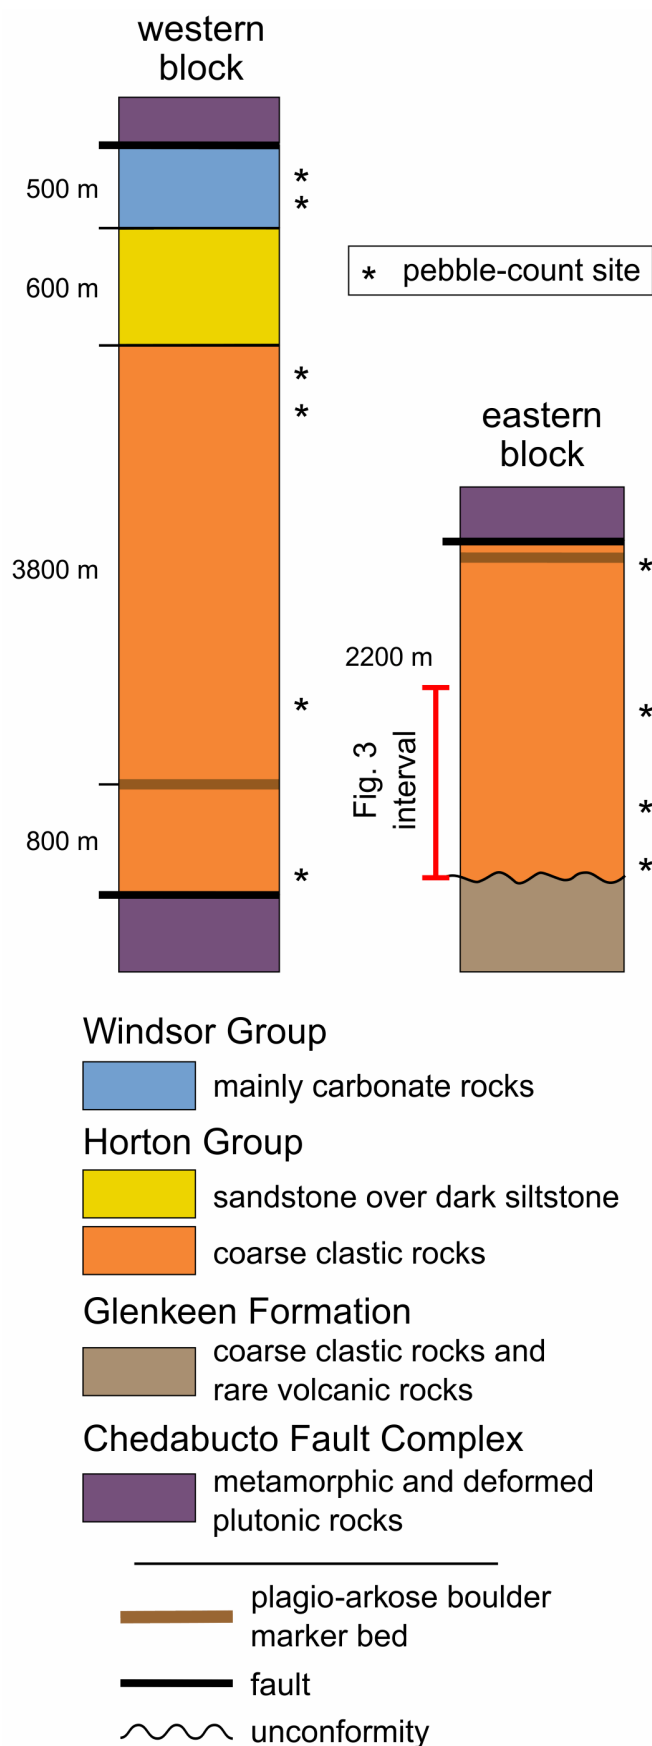 western
block
500 m
*
*
600 m
* pebble-count site
*
*
eastern
block
3800 m
*
2200 m
*
*
Fig. 3
interval
*
800 m
*
*
Windsor Group
mainly carbonate rocks
Horton Group
sandstone over dark siltstone
coarse clastic rocks
Glenkeen Formation
coarse clastic rocks and
rare volcanic rocks
Chedabucto Fault Complex
metamorphic and deformed
plutonic rocks
plagio-arkose boulder
marker bed
fault
unconformity